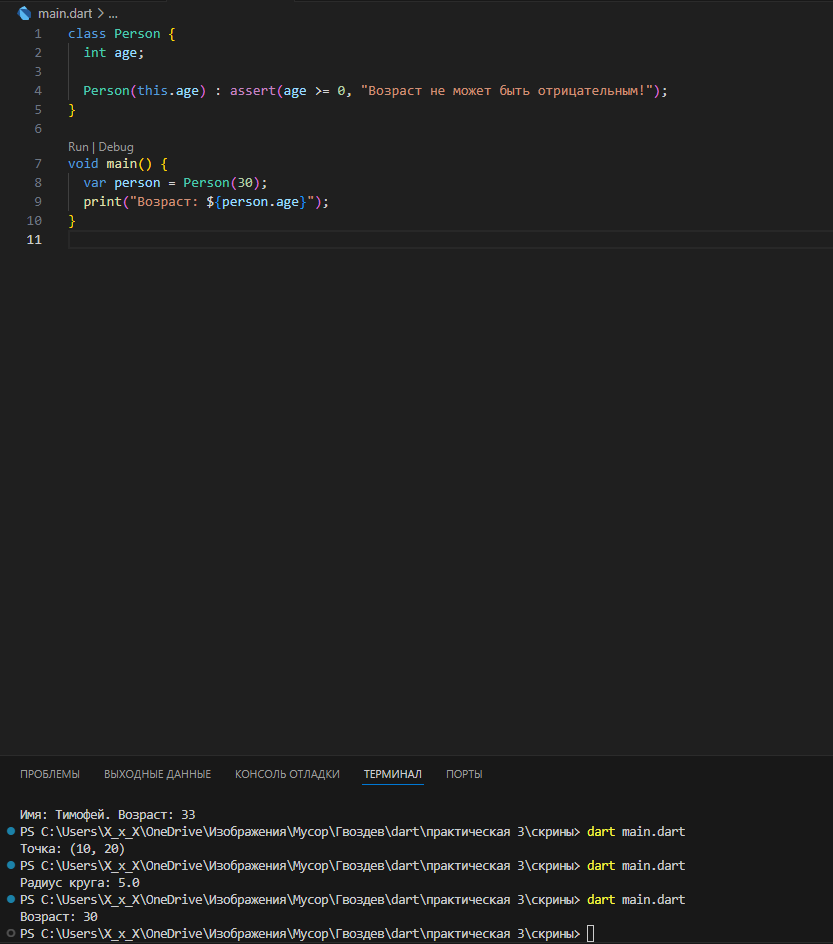 main.dart > ...
1 class Person {
2 int age;
3
4 Person(this.age) : assert(age >= 0, "Возраст не может быть отрицательным!");
5 }
6
Run | Debug
7 void main() {
8 var person = Person(30);
9 print("Возраст: ${person.age}");
10 }
11
ПРОБЛЕМЫ ВЫХОДНЫЕ ДАННЫЕ КОНСОЛЬ ОТЛАДКИ ТЕРМИНАЛ ПОРТЫ
Имя: Тимофей. Возраст: 33
PS C:\Users\X_x_X\OneDrive\Изображения\Мусор\Гвоздев\dart\практическая 3\скрины> dart main.dart
Точка: (10, 20)
PS C:\Users\X_x_X\OneDrive\Изображения\Мусор\Гвоздев\dart\практическая 3\скрины> dart main.dart
Радиус круга: 5.0
PS C:\Users\X_x_X\OneDrive\Изображения\Мусор\Гвоздев\dart\практическая 3\скрины> dart main.dart
Возраст: 30
PS C:\Users\X_x_X\OneDrive\Изображения\Мусор\Гвоздев\dart\практическая 3\скрины>